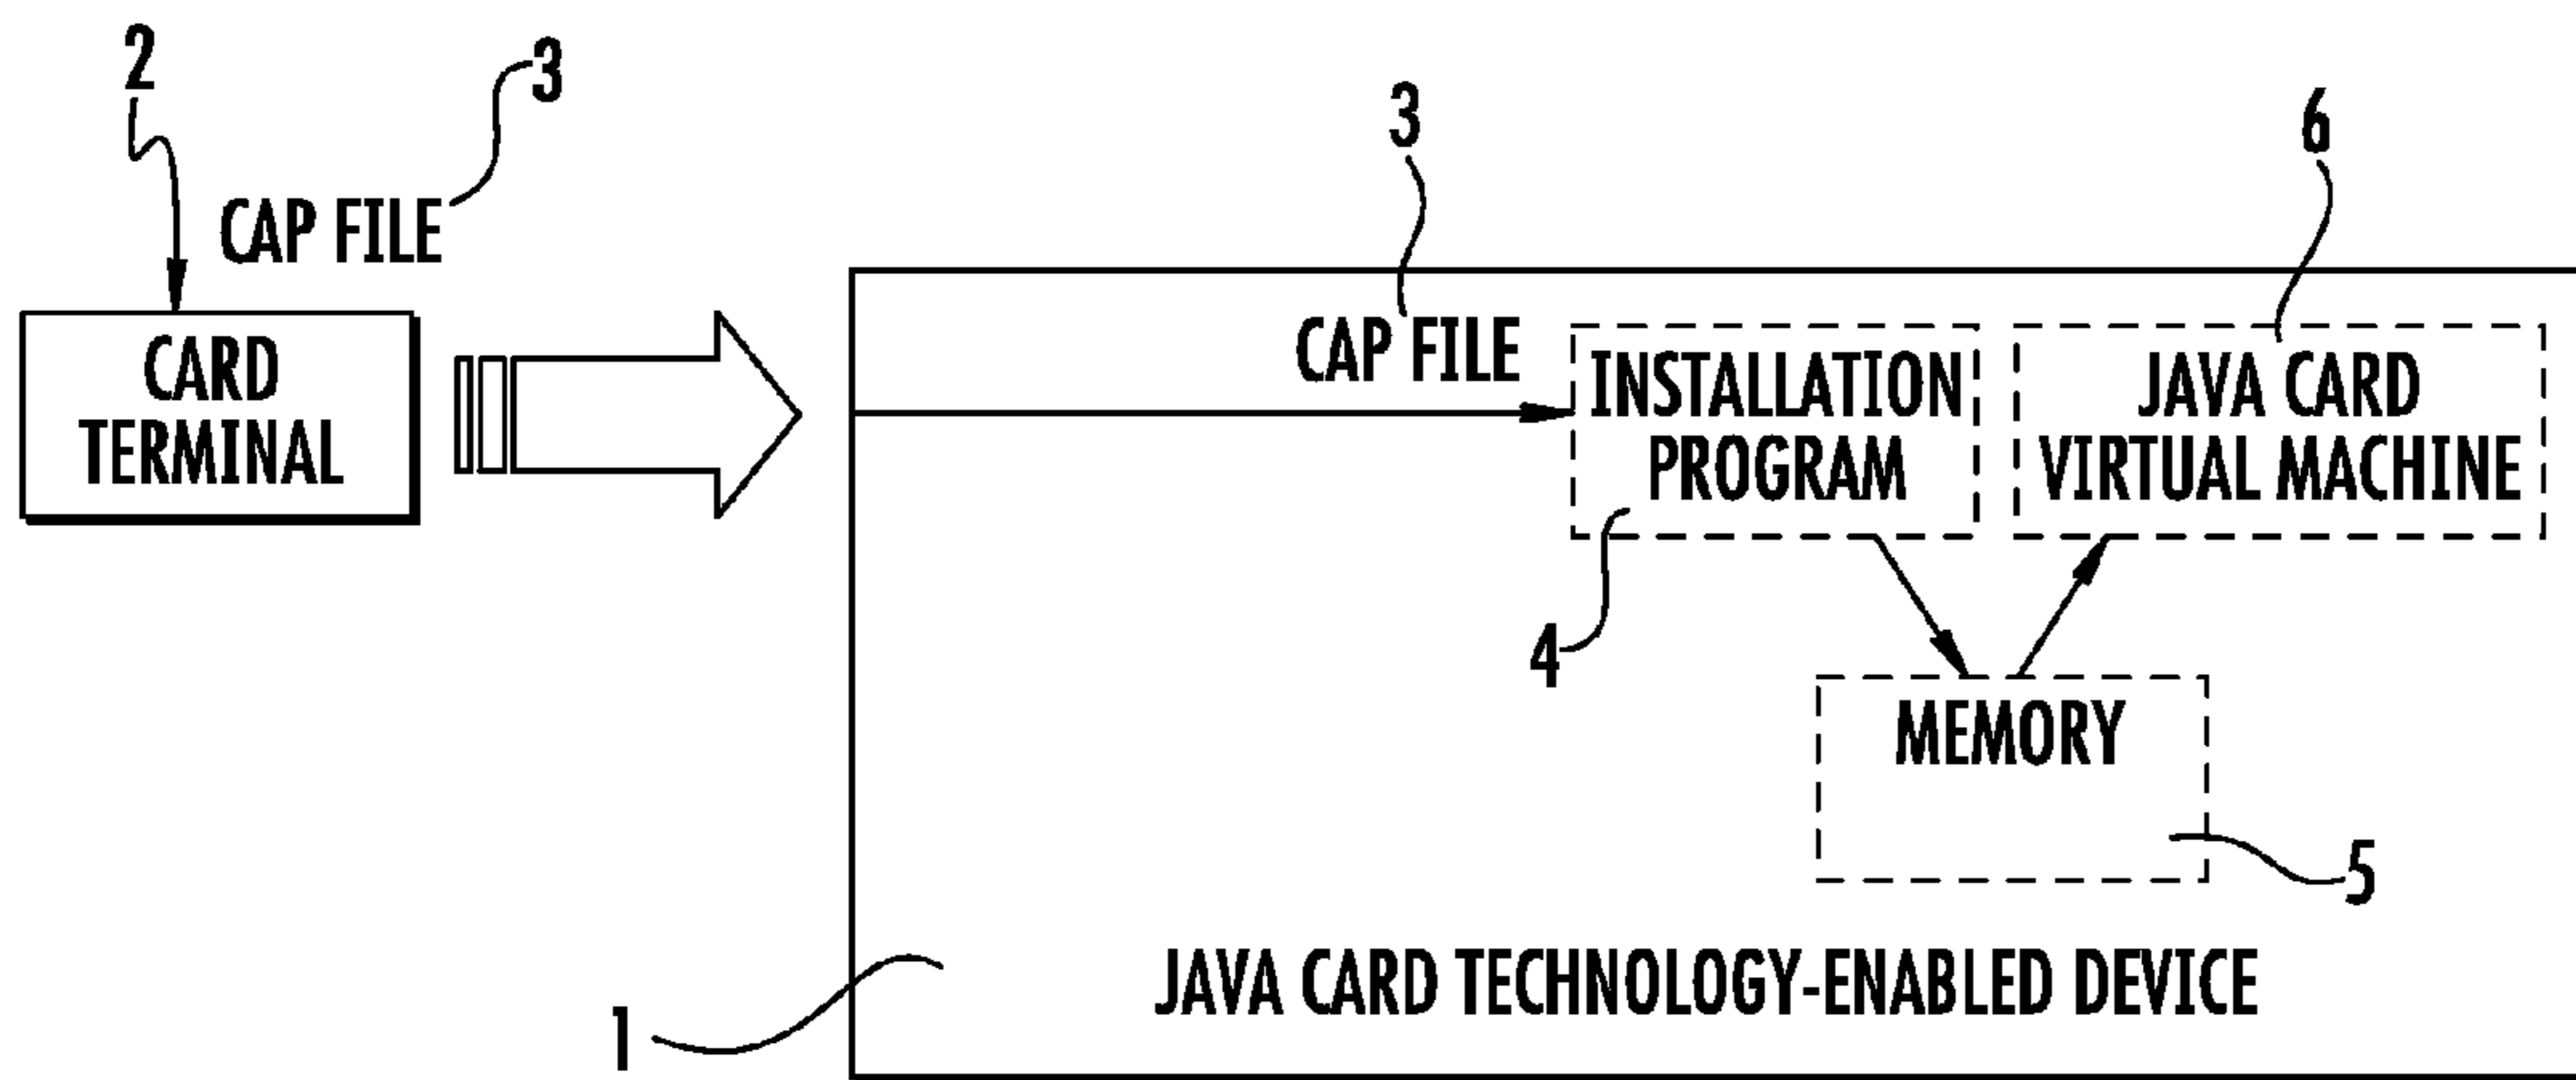 2
3
CAP FILE
CARD
TERMINAL
3
6
CAP FILE
INSTALLATION
PROGRAM
JAVA CARD
VIRTUAL MACHINE
4
MEMORY
5
JAVA CARD TECHNOLOGY-ENABLED DEVICE
1